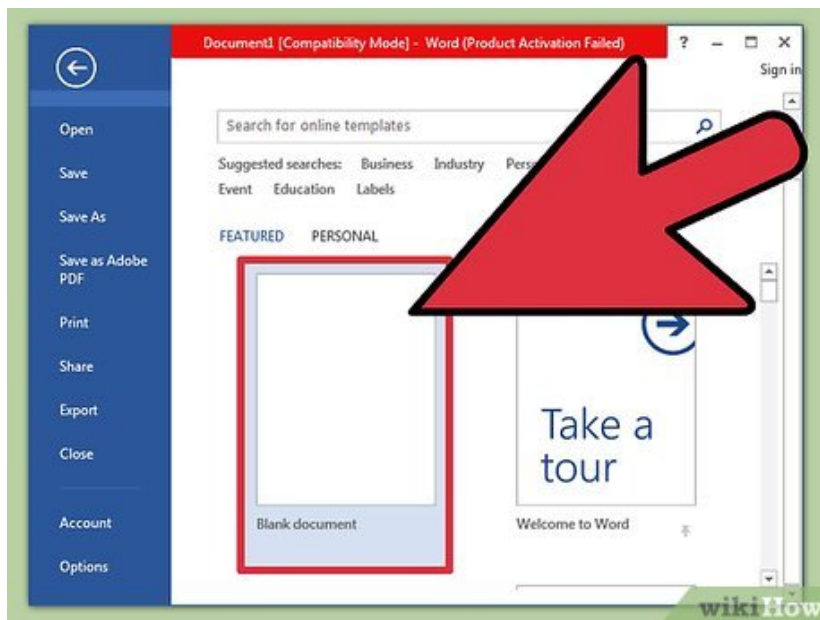 Document1 [Compatibility Mode] - Word (Product Activation Failed)
?
Sign in
Open
Save
Save As
Save as Adobe
PDF
Print
Share
Export
Close
Account
Options
Search for online templates
Suggested searches: Business Industry
Event Education Labels
FEATURED PERSONAL
Blank document
Take a
tour
Welcome to Word
wikiHow